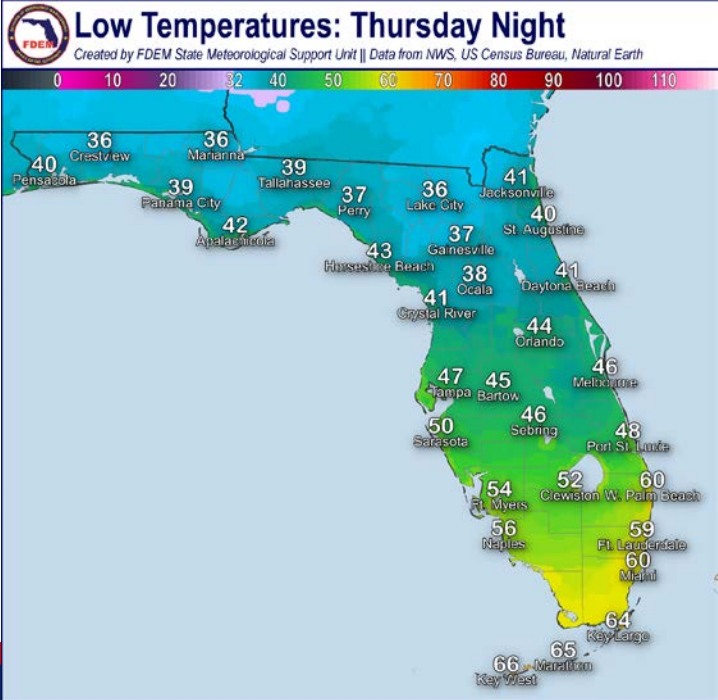 Low Temperatures: Thursday Night
FDEM
Created by FDEM State Meteorological Support Unit || Data from NWS, US Census Bureau, Natural Earth
0 10 20 32 40 50 60 70 80 90 100 110
36
Crestview
36
Marianna
40
Pensacola
39
Panama City
39
Tallahassee
37
Perry
36
Lake City
41
Jacksonville
42
Apalachicola
40
St. Augustine
37
Gainesville
43
Horseshoe Beach
38
Ocala
41
Daytona Beach
41
Crystal River
44
Orlando
47
Tampa
45
Bartow
46
Melbourne
46
Sebring
50
Sarasota
48
Port St. Lucie
54
Ft. Myers
52
Clewiston
60
W. Palm Beach
56
Naples
59
Ft. Lauderdale
60
Miami
64
Key Largo
65
Marathon
66
Key West